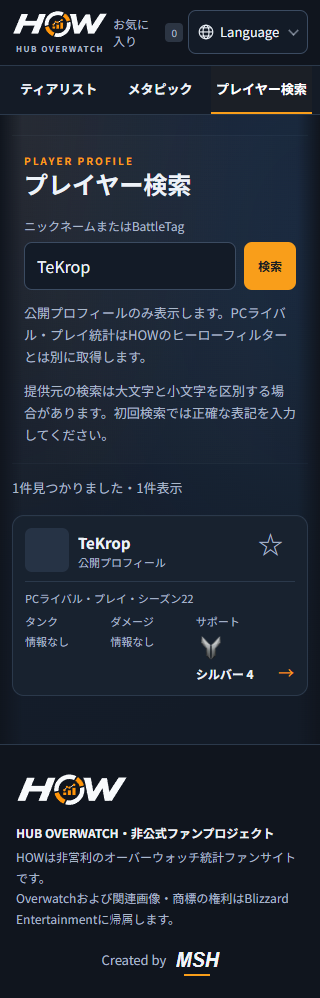 HOW
HUB OVERWATCH
お気に
入り
0
Language
ティアリスト
メタピック
プレイヤー検索
PLAYER PROFILE
プレイヤー検索
ニックネームまたはBattleTag
TeKrop
検索
公開プロフィールのみ表示します。PCライバ
ル・プレイ統計はHOWのヒーローフィルター
とは別に取得します。
提供元の検索は大文字と小文字を区別する場
合があります。初回検索では正確な表記を入力
してください。
1件見つかりました・1件表示
TeKrop
公開プロフィール
PCライバル・プレイ・シーズン22
タンク
ダメージ
サポート
情報なし
情報なし
シルバー 4
→
HOW
HUB OVERWATCH・非公式ファンプロジェクト
HOWは非営利のオーバーウォッチ統計ファンサイト
です。
Overwatchおよび関連画像・商標の権利はBlizzard
Entertainmentに帰属します。
Created by MSH